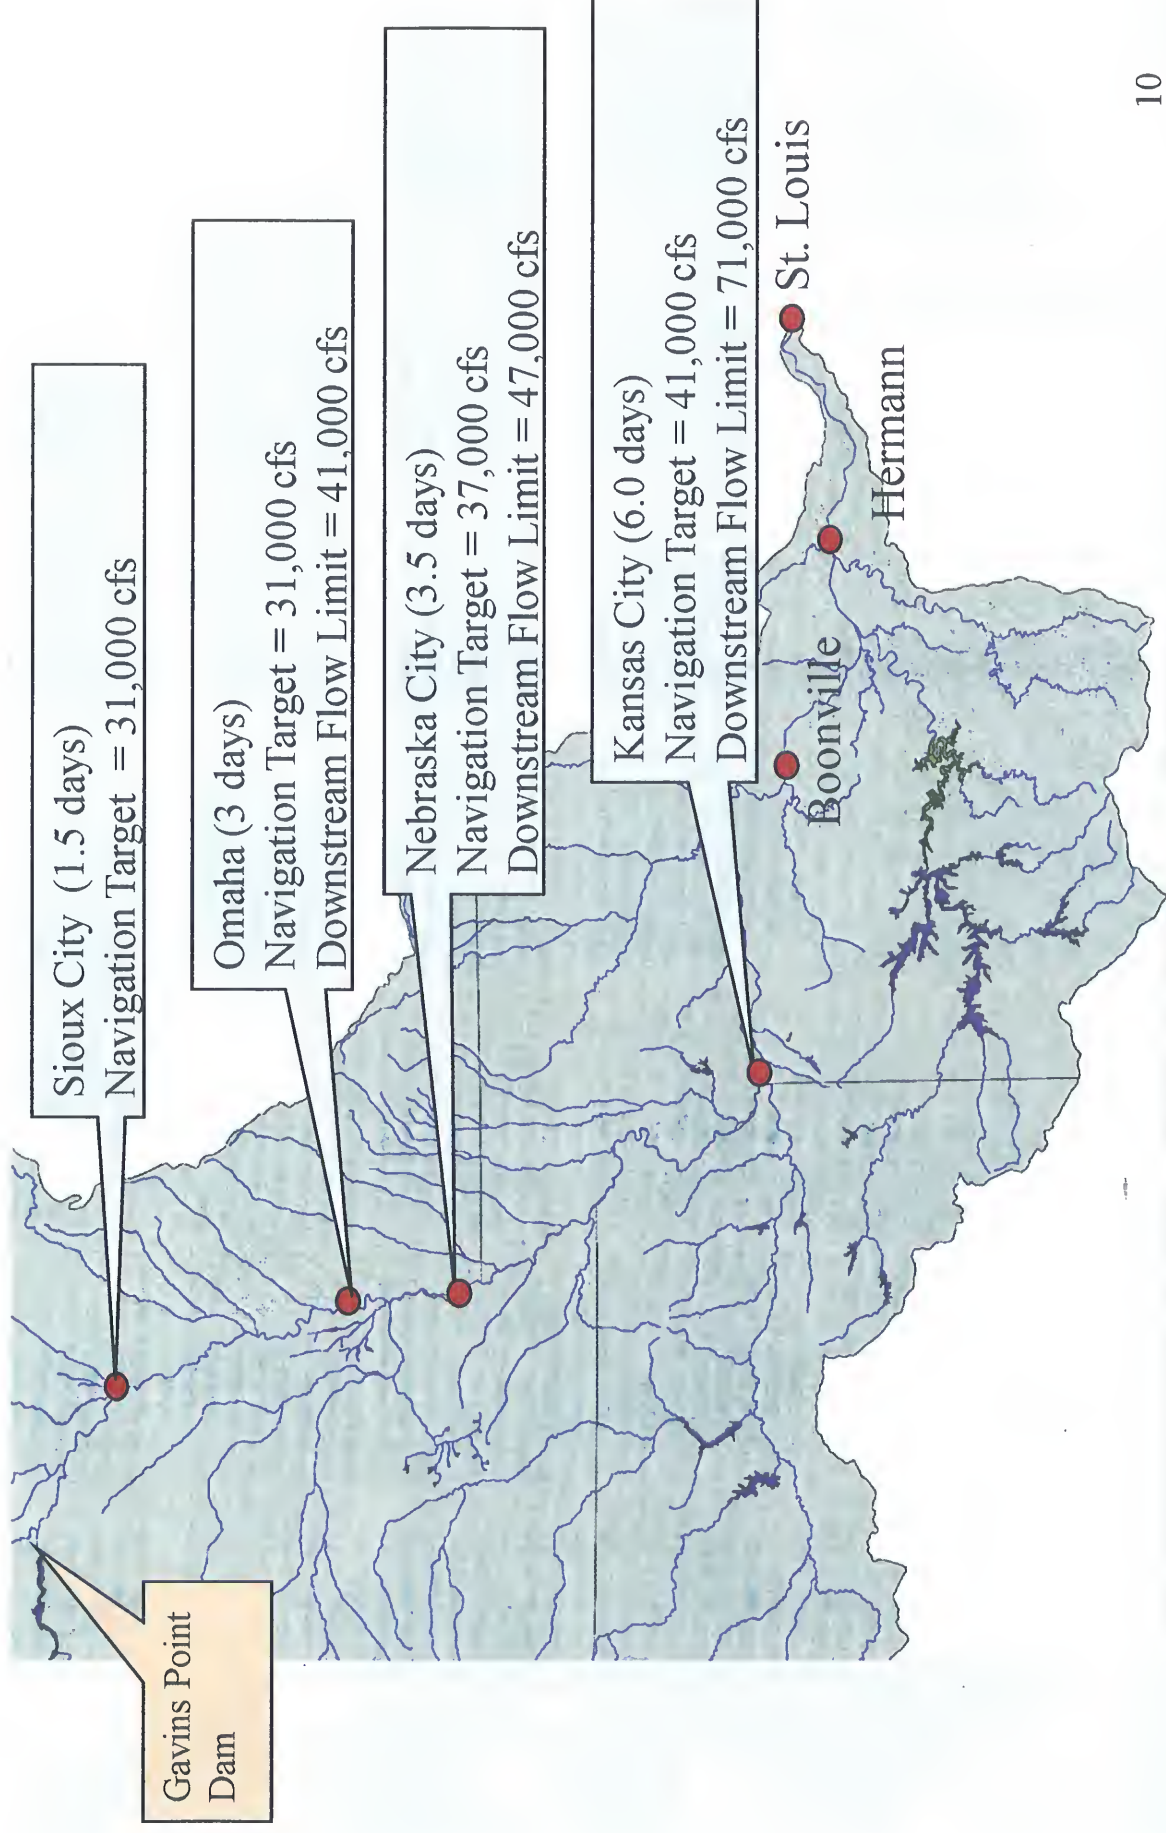 Gavins Point
Dam
Sioux City (1.5 days)
Navigation Target = 31,000 cfs
Omaha (3 days)
Navigation Target = 31,000 cfs
Downstream Flow Limit = 41,000 cfs
Nebraska City (3.5 days)
Navigation Target = 37,000 cfs
Downstream Flow Limit = 47,000 cfs
Kansas City (6.0 days)
Navigation Target = 41,000 cfs
Downstream Flow Limit = 71,000 cfs
St. Louis
Boonville
Hermann
10